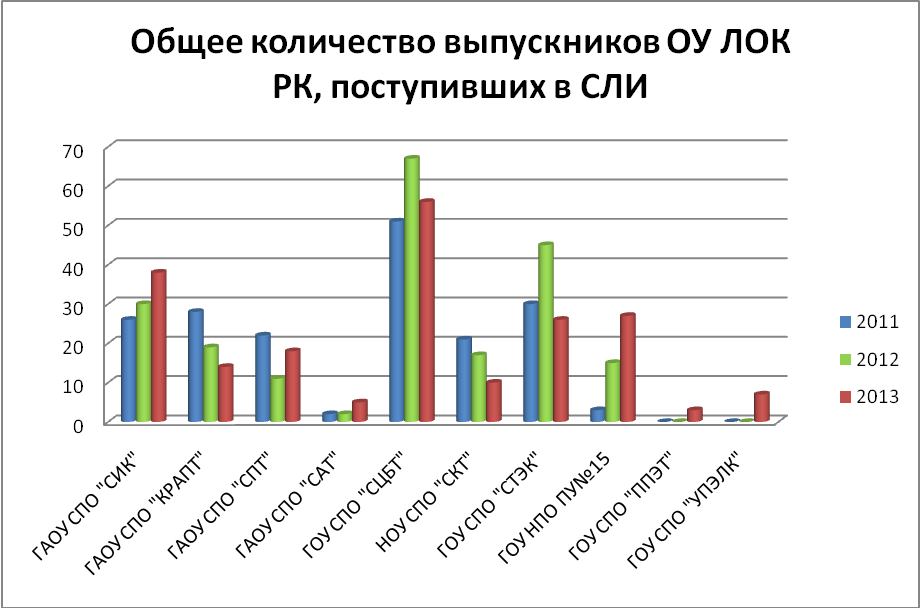 Общее количество выпускников ОУ ЛОК
РК, поступивших в СЛИ
70
60
50
40
30
20
10
0
ГАОУ СПО "СИК"
ГАОУ СПО "КРАПТ"
ГАОУ СПО "СПТ"
ГАОУ СПО "САТ"
ГОУ СПО "СЦБТ"
НОУ СПО "СКТ"
ГОУ СПО "СТЭК"
ГОУ НПО ПУ№15
ГОУ СПО "ППЭТ"
ГОУ СПО "УПЭЛК"
2011
2012
2013